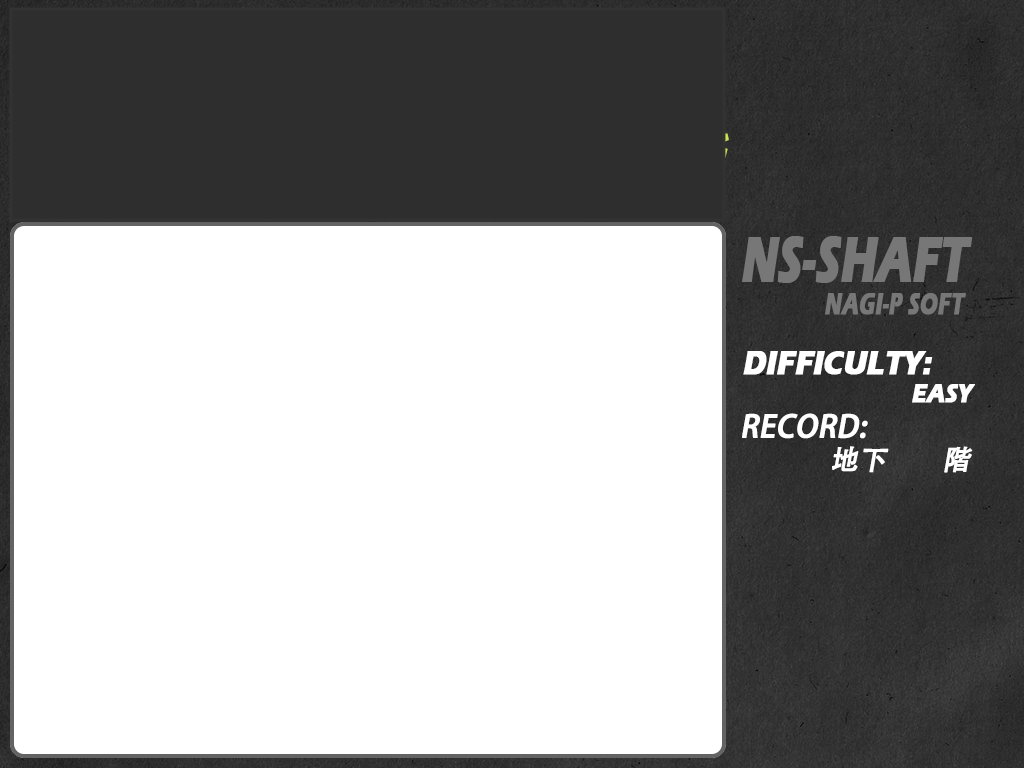 NS-SHAFT
NAGI-P SOFT
DIFFICULTY:
EASY
RECORD:
地下 階